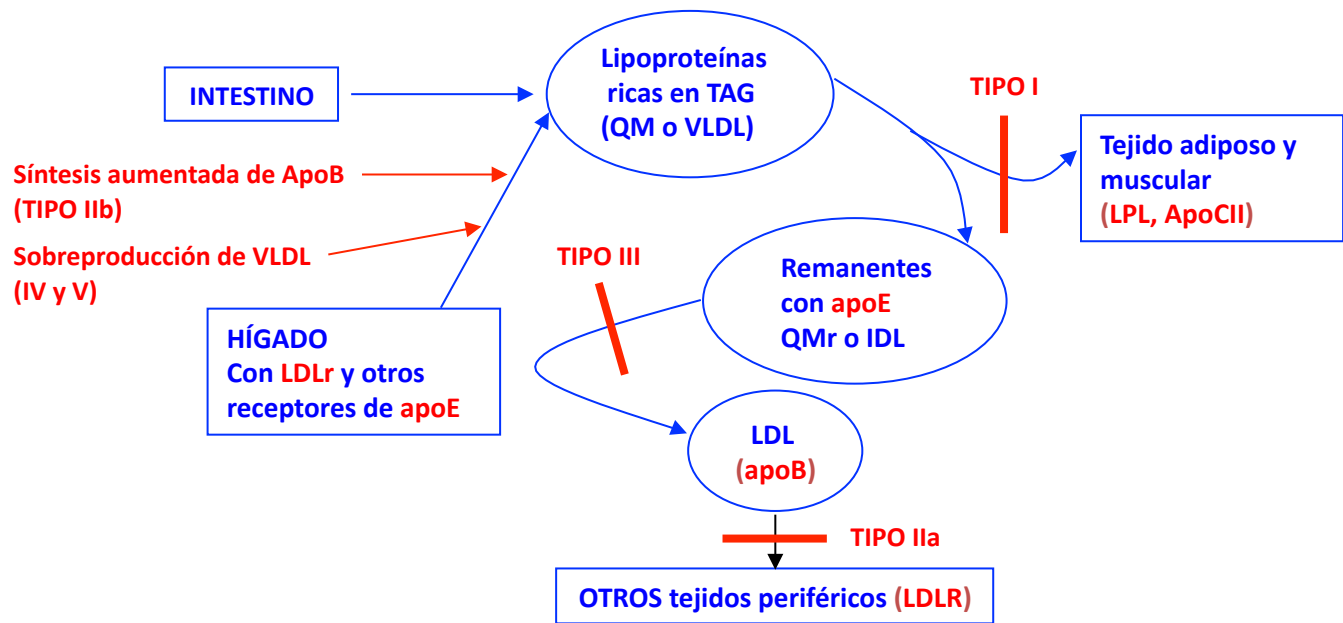 INTESTINO
Lipoproteínas
ricas en TAG
(QM o VLDL)
TIPO I
Tejido adiposo y
muscular
(LPL, ApoCII)
Síntesis aumentada de ApoB
(TIPO IIb)
Sobreproducción de VLDL
(IV y V)
TIPO III
Remanentes
con apoE
QMr o IDL
HÍGADO
Con LDLr y otros
receptores de apoE
LDL
(apoB)
TIPO IIa
OTROS tejidos periféricos (LDLR)